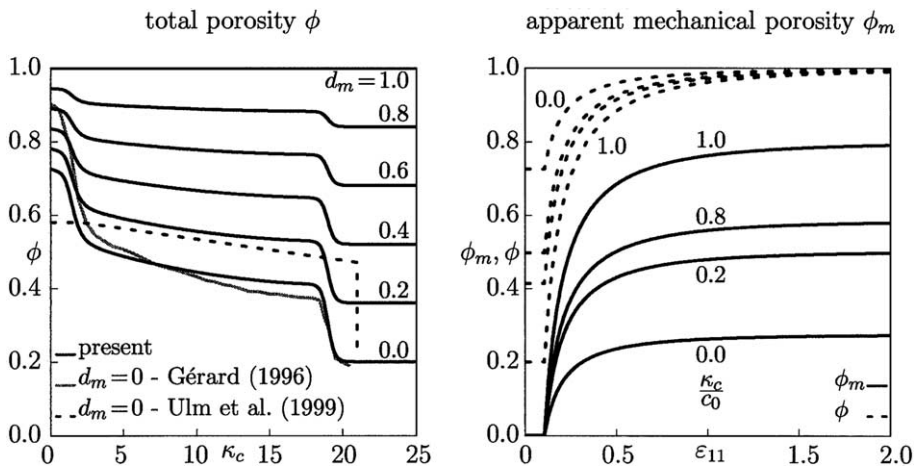 total porosity ϕ
1.0
0.8
0.6
ϕ
0.4
0.2
0.0
d_m=1.0
0.8
0.6
0.4
0.2
0.0
present
d_m=0 - Gérard (1996)
d_m=0 - Ulm et al. (1999)
0 5 κ_c 10 15 20 25
apparent mechanical porosity ϕ_m
1.0
0.8
0.6
ϕ_m, ϕ
0.4
0.2
0.0
0.0
1.0
1.0
0.8
0.2
0.0
κ_c
c_0
ϕ_m
ϕ
0 0.5 ε_11 1.0 1.5 2.0